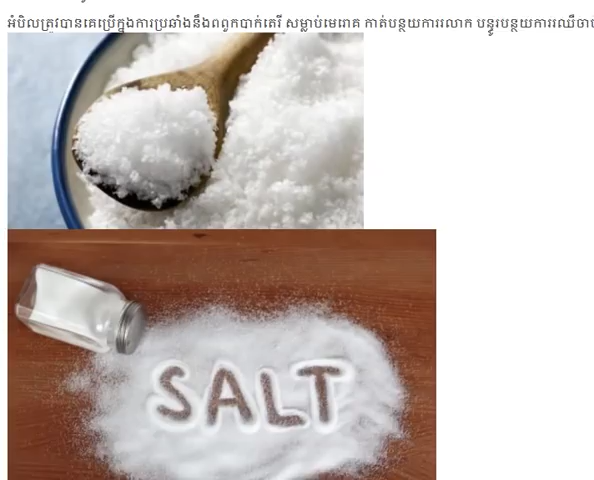 អំបិលត្រូវបានគេប្រើក្នុងការប្រឆាំងនឹងពពួកបាក់តេរី សម្លាប់មេរោគ កាត់បន្ថយការរលាក បន្ធូរបន្ថយការឈឺចាប់
SALT